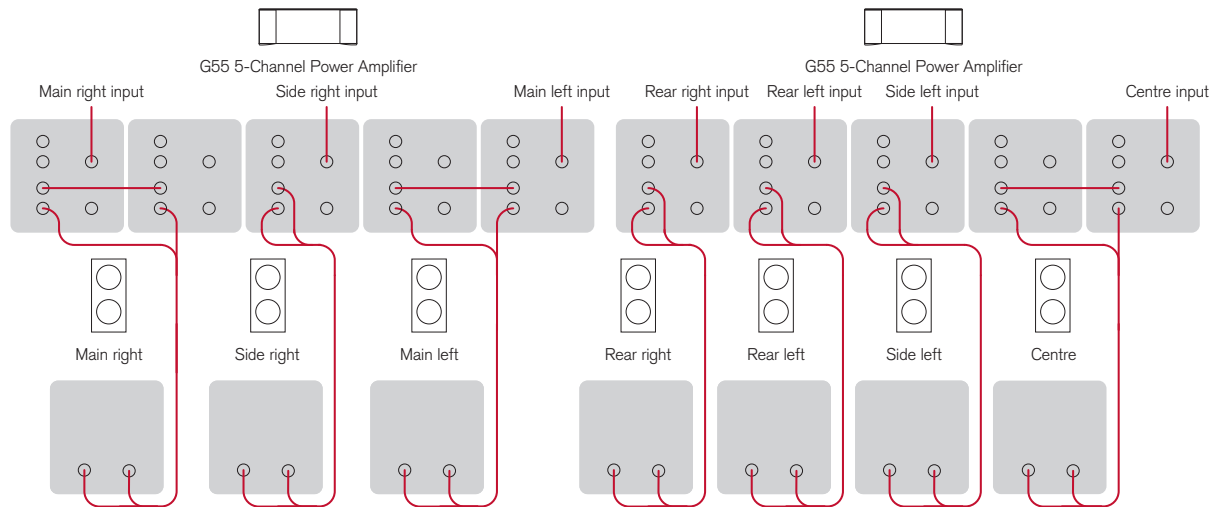 G55 5-Channel Power Amplifier
G55 5-Channel Power Amplifier
Main right input
Side right input
Main left input
Rear right input
Rear left input
Side left input
Centre input
Main right
Side right
Main left
Rear right
Rear left
Side left
Centre